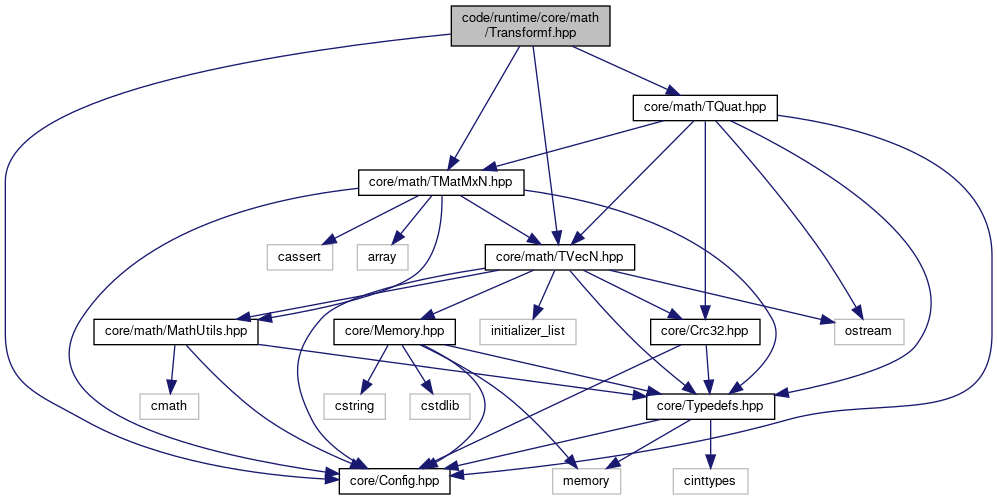 code/runtime/core/math
/Transformf.hpp
core/math/TQuat.hpp
core/math/TMatMxN.hpp
cassert
array
core/math/TVecN.hpp
core/math/MathUtils.hpp
core/Memory.hpp
initializer_list
core/Crc32.hpp
ostream
cmath
cstring
cstdlib
core/Typedefs.hpp
core/Config.hpp
memory
cinttypes